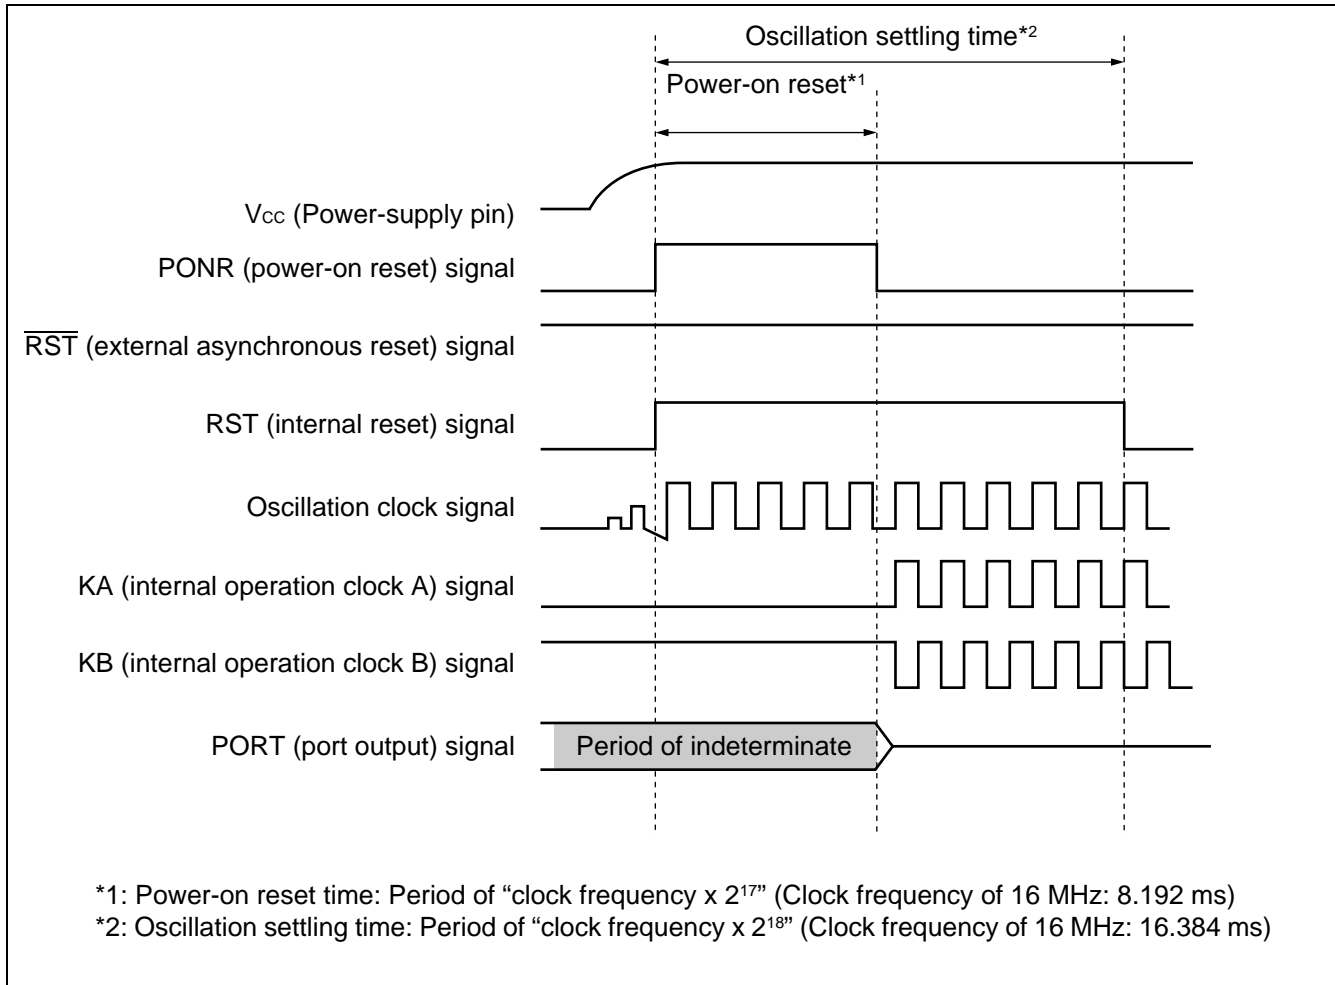 Oscillation settling time*2
Power-on reset*1
Vcc (Power-supply pin)
PONR (power-on reset) signal
R̅S̅T̅ (external asynchronous reset) signal
RST (internal reset) signal
Oscillation clock signal
KA (internal operation clock A) signal
KB (internal operation clock B) signal
PORT (port output) signal
Period of indeterminate
*1: Power-on reset time: Period of “clock frequency x 2¹⁷” (Clock frequency of 16 MHz: 8.192 ms)
*2: Oscillation settling time: Period of “clock frequency x 2¹⁸” (Clock frequency of 16 MHz: 16.384 ms)